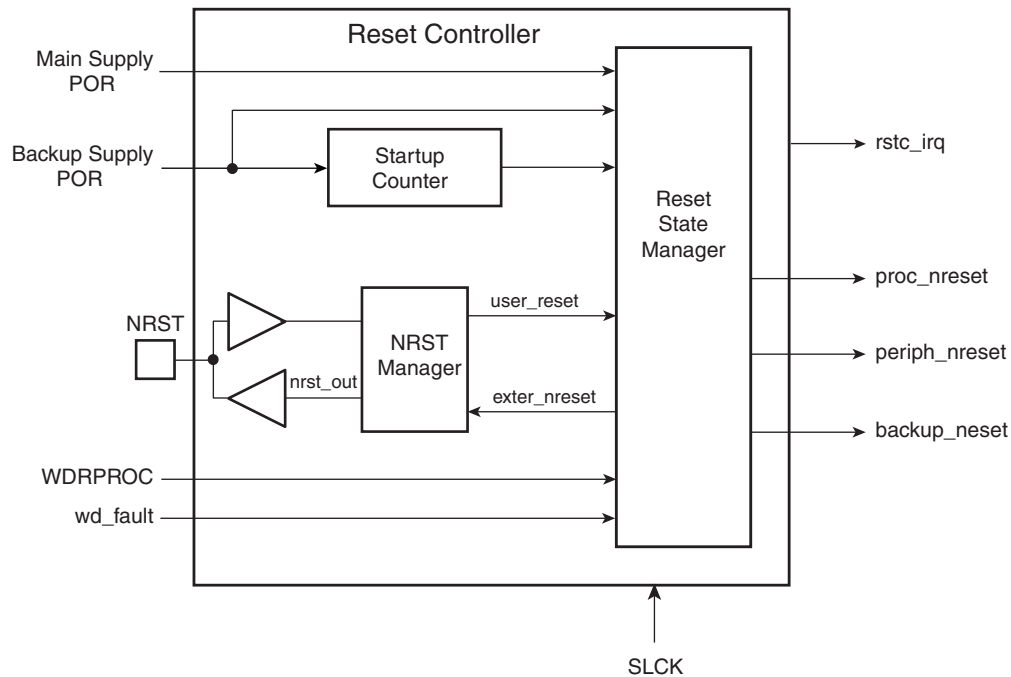 Reset Controller
Main Supply
POR
Backup Supply
POR
Startup
Counter
rstc_irq
Reset
State
Manager
proc_nreset
user_reset
NRST
NRST
Manager
periph_nreset
nrst_out
exter_nreset
backup_neset
WDRPROC
wd_fault
SLCK